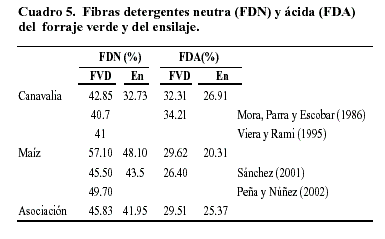 Cuadro 5. Fibras detergentes neutra (FDN) y ácida (FDA)
del forraje verde y del ensilaje.
FDN (%) FDA(%)
FVD En FVD En
Canavalia 42.85 32.73 32.31 26.91
40.7 34.21 Mora, Parra y Escobar (1986)
41 Viera y Rami (1995)
Maíz 57.10 48.10 29.62 20.31
45.50 43.5 26.40 Sánchez (2001)
49.70 Peña y Núñez (2002)
Asociación 45.83 41.95 29.51 25.37